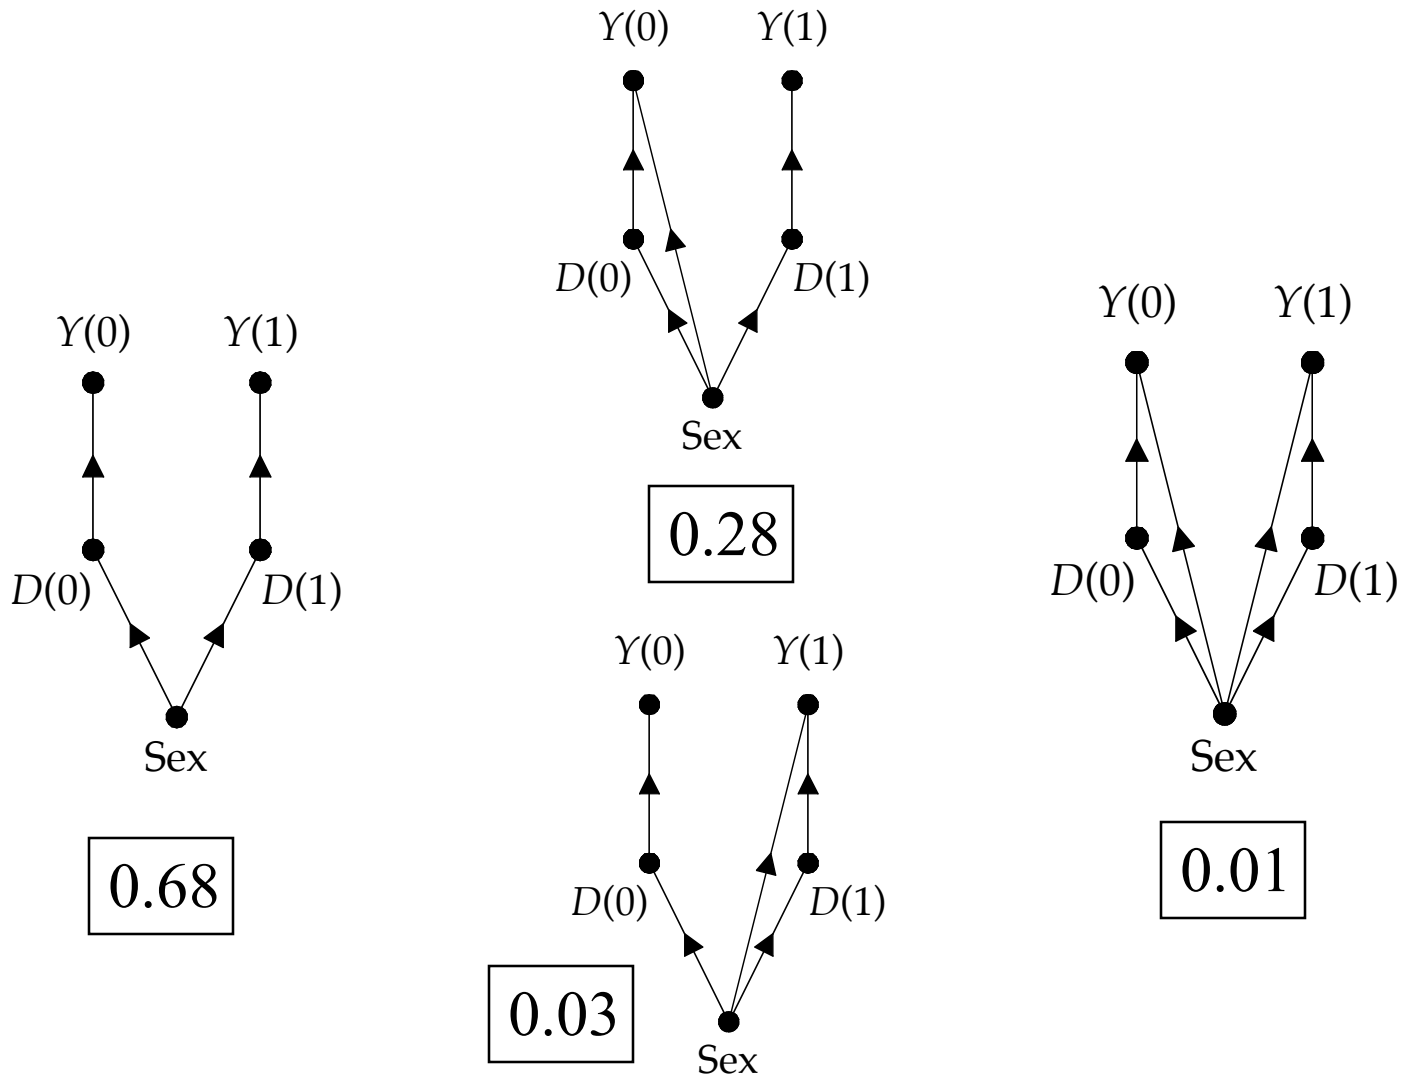 Y(0) Y(1)
D(0) D(1)
Sex
0.68
Y(0) Y(1)
D(0) D(1)
Sex
0.28
Y(0) Y(1)
D(0) D(1)
Sex
0.03
Y(0) Y(1)
D(0) D(1)
Sex
0.01